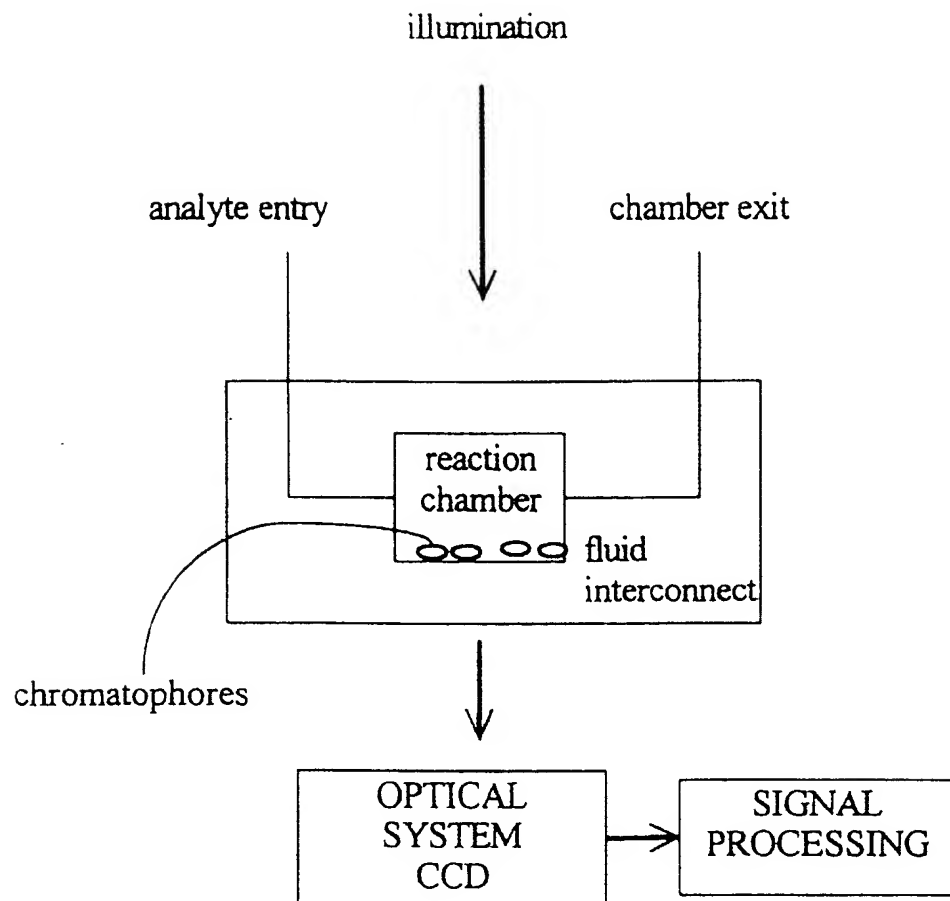 illumination
analyte entry
chamber exit
reaction
chamber
fluid
interconnect
chromatophores
OPTICAL
SYSTEM
CCD
SIGNAL
PROCESSING